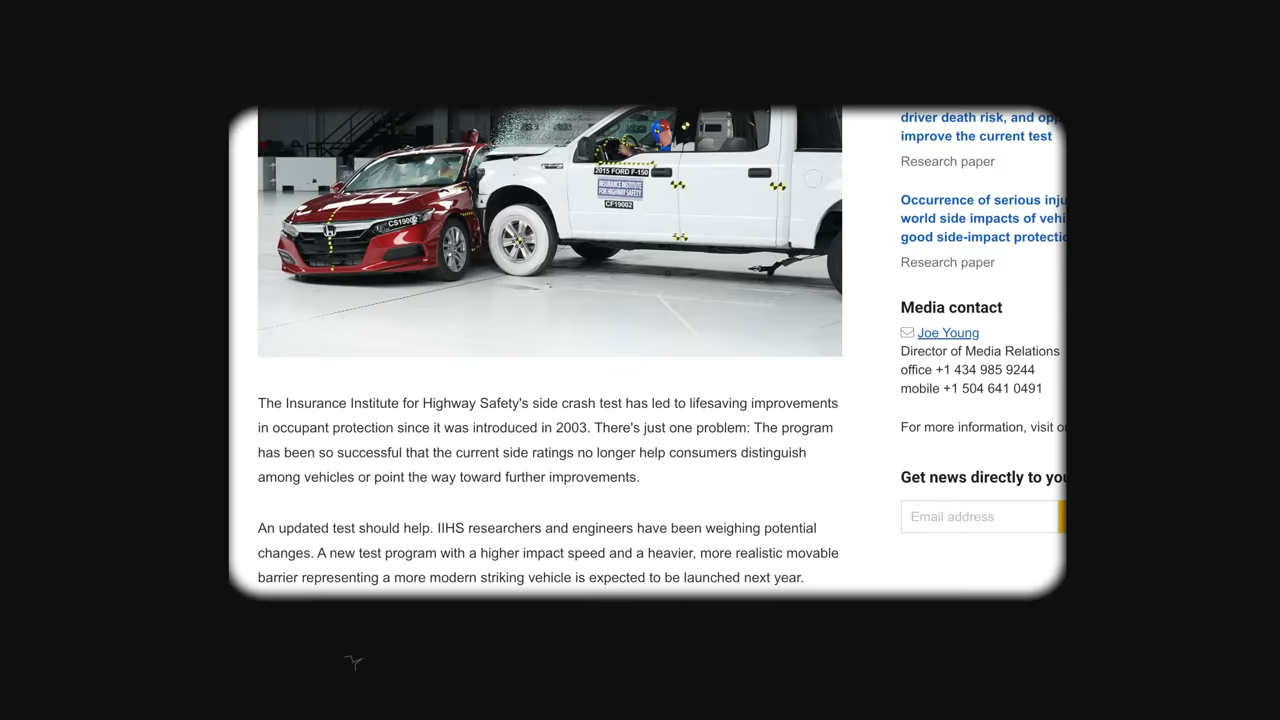 2015 FORD F-150
INSURANCE INSTITUTE
FOR HIGHWAY SAFETY
CF19002
CS19002
The Insurance Institute for Highway Safety's side crash test has led to lifesaving improvements
in occupant protection since it was introduced in 2003. There's just one problem: The program
has been so successful that the current side ratings no longer help consumers distinguish
among vehicles or point the way toward further improvements.
An updated test should help. IIHS researchers and engineers have been weighing potential
changes. A new test program with a higher impact speed and a heavier, more realistic movable
barrier representing a more modern striking vehicle is expected to be launched next year.
driver death risk, and
improve the current test
Research paper
Occurrence of serious
world side impacts of
good side-impact
Research paper
Media contact
Joe Young
Director of Media Relations
office +1 434 985 9244
mobile +1 504 641 0491
For more information, visit
Get news directly to
Email address